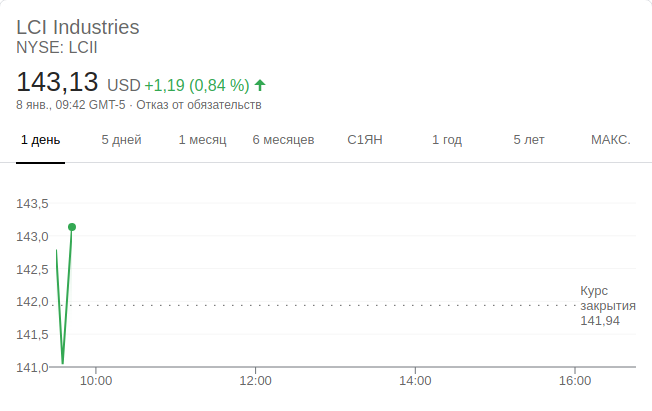 LCI Industries
NYSE: LCII
143,13 USD +1,19 (0,84 %)
8 янв., 09:42 GMT-5 · Отказ от обязательств
1 день 5 дней 1 месяц 6 месяцев С1ЯН 1 год 5 лет МАКС.
143,5
143,0
142,5
142,0
141,5
141,0
Курс
закрытия
141,94
10:00 12:00 14:00 16:00